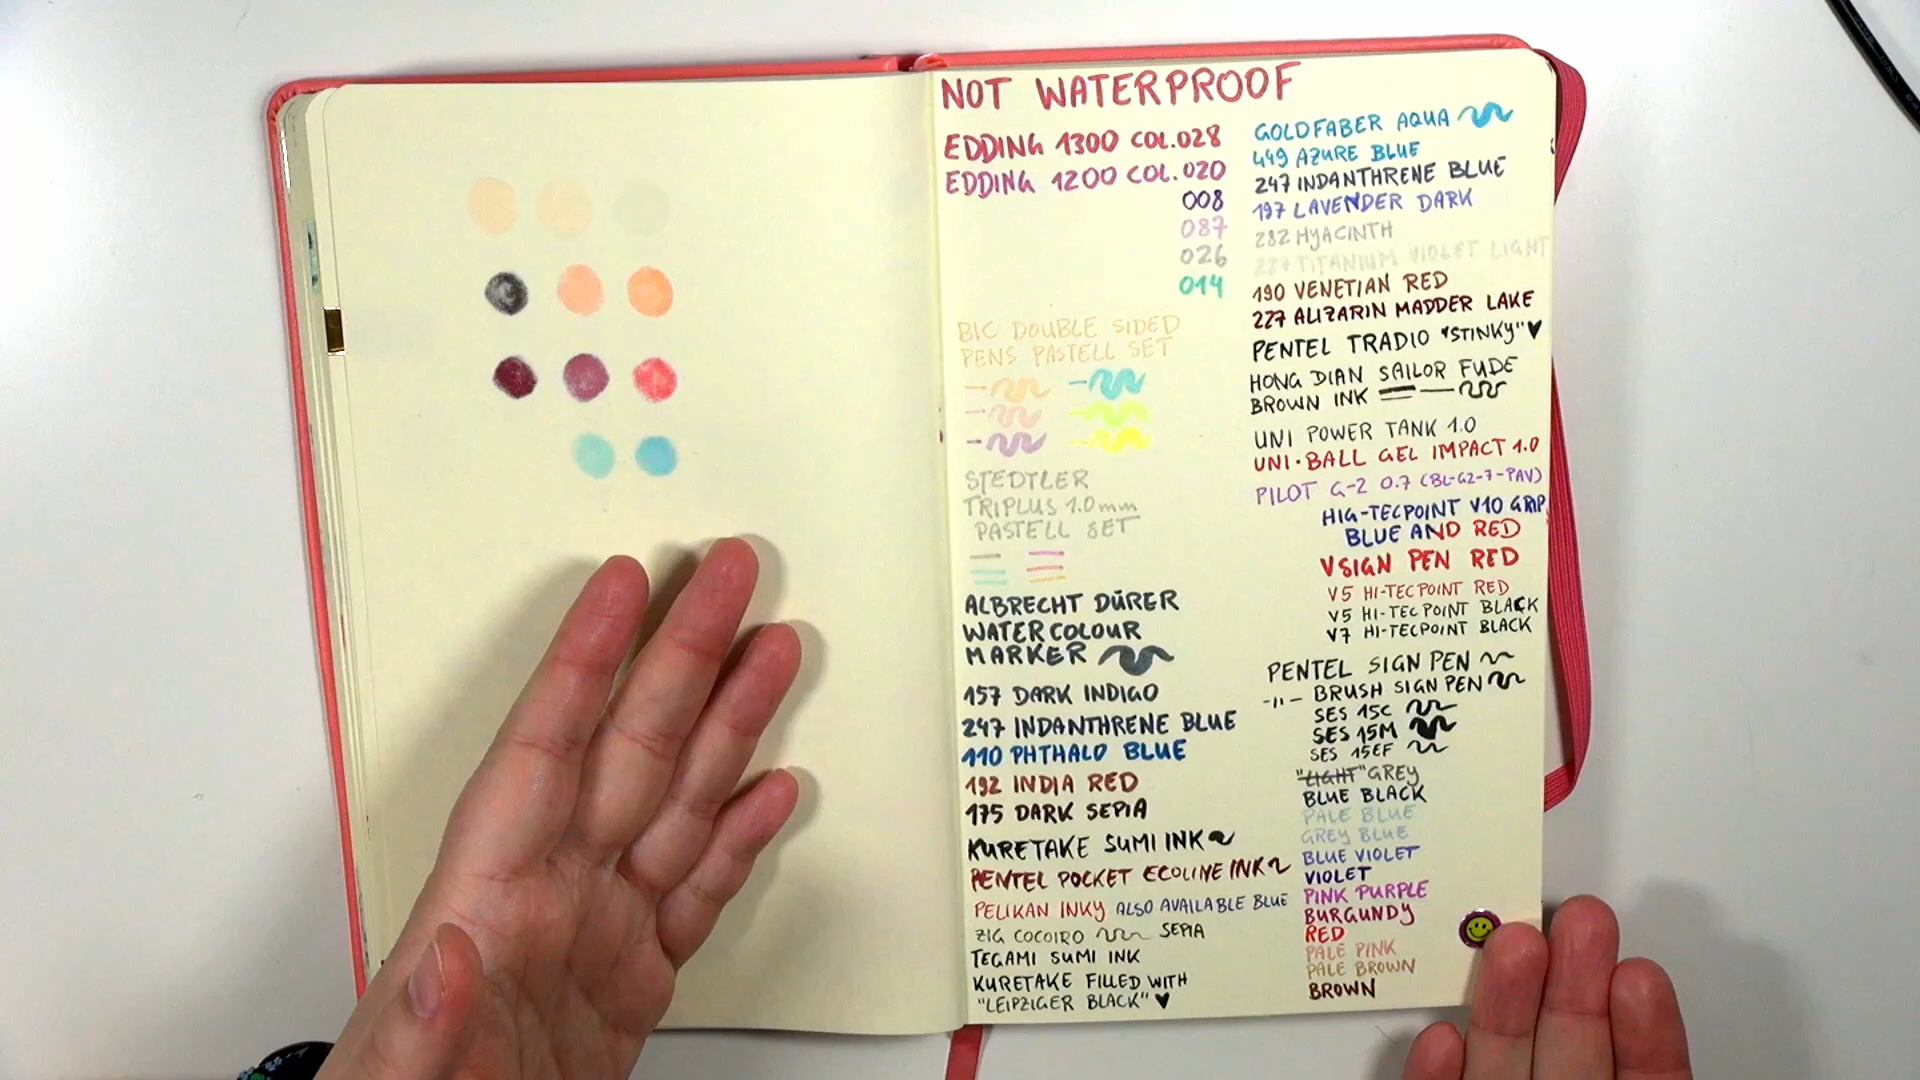 NOT WATERPROOF
EDDING 1300 COL.028
EDDING 1200 COL.020
008
087
026
014
BIC DOUBLE SIDED
PENS PASTELL SET
STEDTLER
TRIPLUS 1.0mm
PASTELL SET
ALBRECHT DÜRER
WATERCOLOUR
MARKER
157 DARK INDIGO
247 INDANTHRENE BLUE
110 PHTHALO BLUE
192 INDIA RED
175 DARK SEPIA
KURETAKE SUMI INK
PENTEL POCKET ECOLINE INK
PELIKAN INKY ALSO AVAILABLE BLUE
ZIG COCOIRO SEPIA
TEGAMI SUMI INK
KURETAKE FILLED WITH
"LEIPZIGER BLACK" ♥
GOLDFABER AQUA
449 AZURE BLUE
247 INDANTHRENE BLUE
197 LAVENDER DARK
282 HYACINTH
227 TITANIUM VIOLET LIGHT
190 VENETIAN RED
227 ALIZARIN MADDER LAKE
PENTEL TRADIO "STINKY" ♥
HONG DIAN SAILOR FUDE
BROWN INK
UNI POWER TANK 1.0
UNI·BALL GEL IMPACT 1.0
PILOT G-2 0.7 (BL-G2-7-PAV)
HIG-TECPOINT V10 GRIP
BLUE AND RED
VSIGN PEN RED
V5 HI-TECPOINT RED
V5 HI-TECPOINT BLACK
V7 HI-TECPOINT BLACK
PENTEL SIGN PEN
-"- BRUSH SIGN PEN
SES 15C
SES 15M
SES 15EF
"LIGHT" GREY
BLUE BLACK
PALE BLUE
GREY BLUE
BLUE VIOLET
VIOLET
PINK PURPLE
BURGUNDY
RED
PALE PINK
PALE BROWN
BROWN